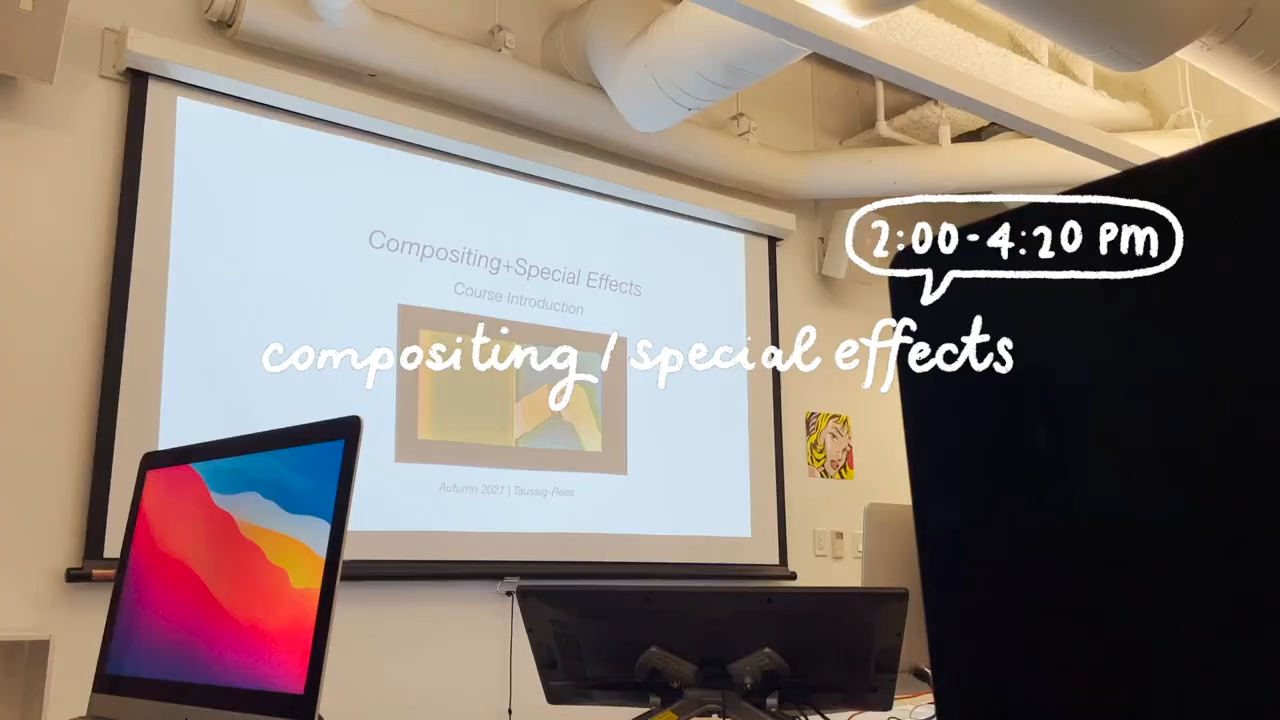 Compositing+Special Effects
Course Introduction
2:00-4:20 PM
compositing / special effects
Autumn 2021 | Taussig-Rees